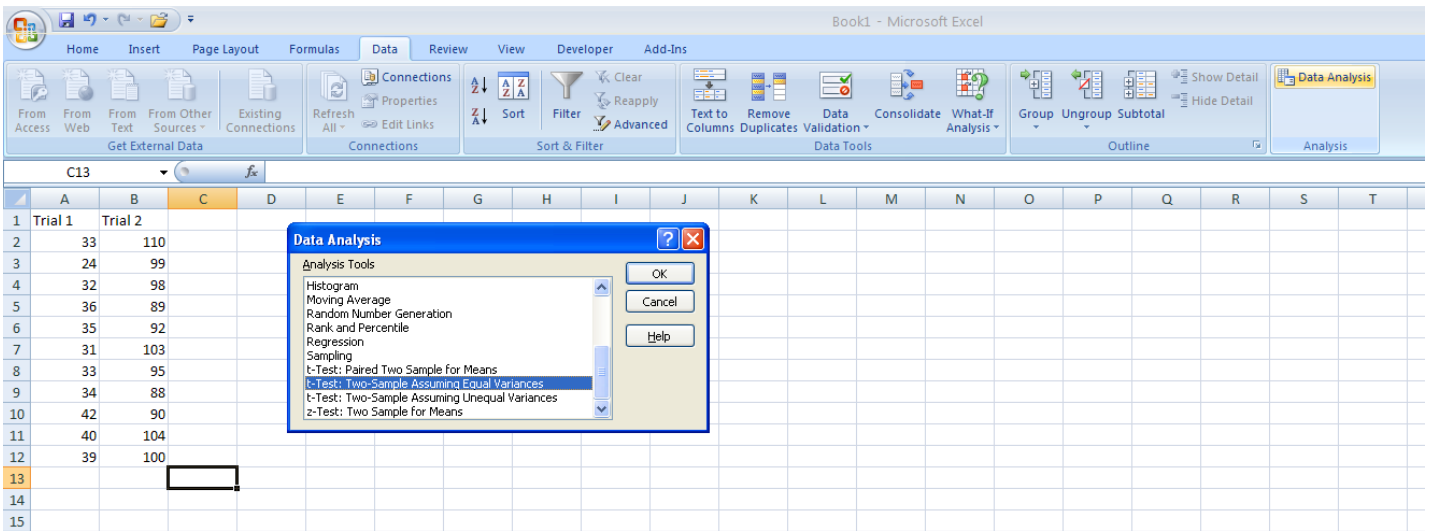 Book1 - Microsoft Excel
Home Insert Page Layout Formulas Data Review View Developer Add-Ins
From Access
From Web
From Text
From Other Sources
Existing Connections
Get External Data
Refresh All
Connections
Properties
Edit Links
Connections
A Z
Z A
Sort
Filter
Clear
Reapply
Advanced
Sort & Filter
Text to Columns
Remove Duplicates
Data Validation
Consolidate
What-If Analysis
Data Tools
Group
Ungroup
Subtotal
Show Detail
Hide Detail
Outline
Data Analysis
Analysis
C13 fx
A B C D E F G H I J K L M N O P Q R S T
1 Trial 1 Trial 2
2 33 110
3 24 99
4 32 98
5 36 89
6 35 92
7 31 103
8 33 95
9 34 88
10 42 90
11 40 104
12 39 100
13
14
15
Data Analysis
Analysis Tools
Histogram
Moving Average
Random Number Generation
Rank and Percentile
Regression
Sampling
t-Test: Paired Two Sample for Means
t-Test: Two-Sample Assuming Equal Variances
t-Test: Two-Sample Assuming Unequal Variances
z-Test: Two Sample for Means
OK
Cancel
Help